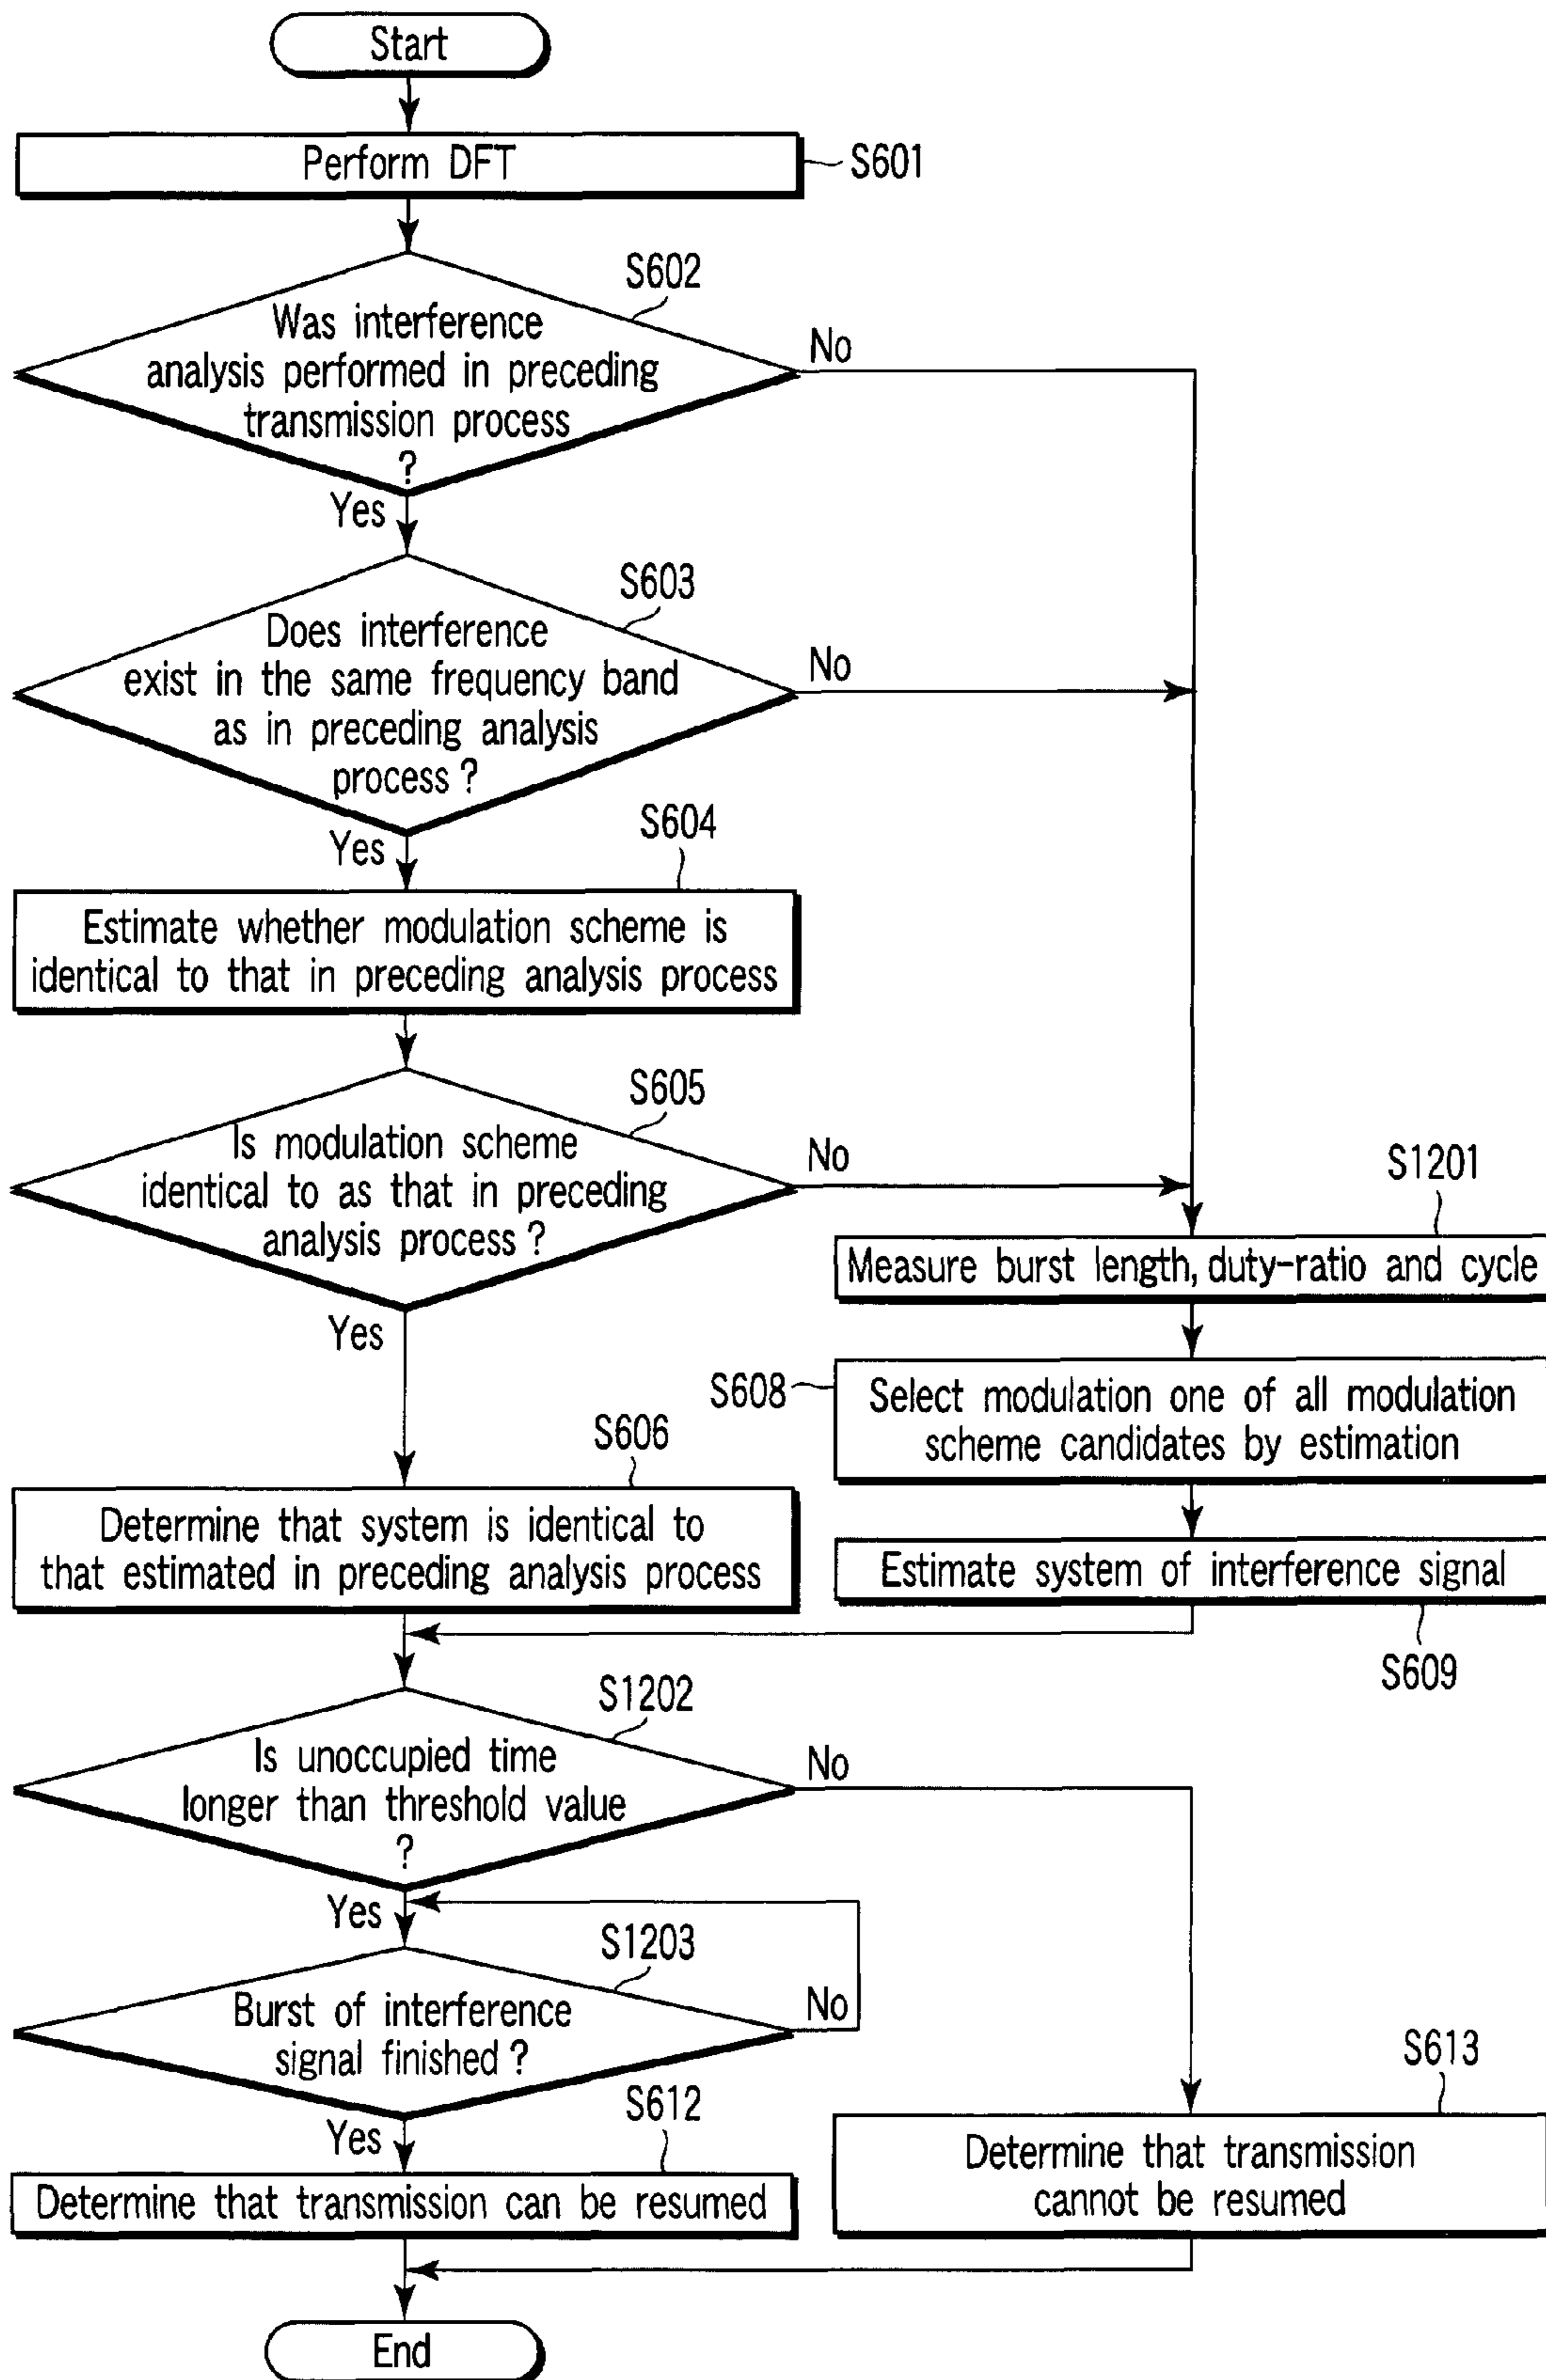 Start
Perform DFT
S601
S602
Was interference
analysis performed in preceding
transmission process
?
No
Yes
S603
Does interference
exist in the same frequency band
as in preceding analysis
process ?
No
Yes
S604
Estimate whether modulation scheme is
identical to that in preceding analysis process
S605
Is modulation scheme
identical to as that in preceding
analysis process ?
No
Yes
S1201
Measure burst length, duty-ratio and cycle
S608
Select modulation one of all modulation
scheme candidates by estimation
S606
Determine that system is identical to
that estimated in preceding analysis process
Estimate system of interference signal
S609
S1202
Is unoccupied time
longer than threshold value
?
No
Yes
S1203
Burst of interference
signal finished ?
No
Yes
S612
Determine that transmission can be resumed
S613
Determine that transmission
cannot be resumed
End